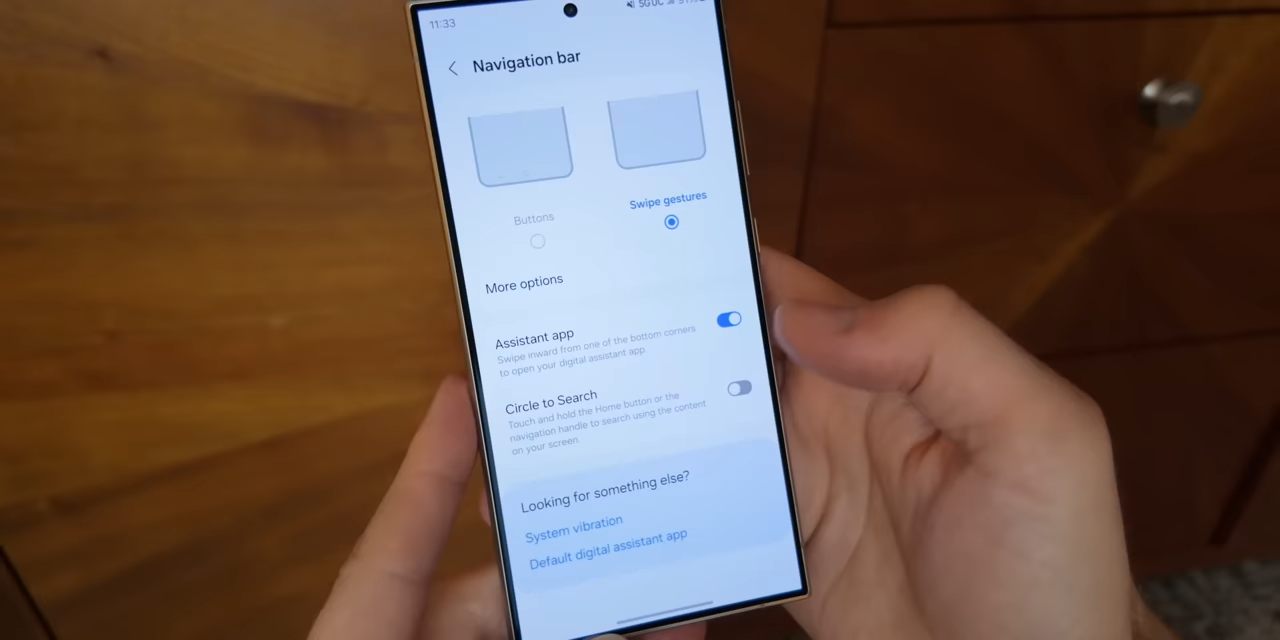 11:33
5G UC
Navigation bar
Buttons
Swipe gestures
More options
Assistant app
Swipe inward from one of the bottom corners
to open your digital assistant app.
Circle to Search
Touch and hold the Home button or the
navigation handle to search using the content
on your screen.
Looking for something else?
System vibration
Default digital assistant app